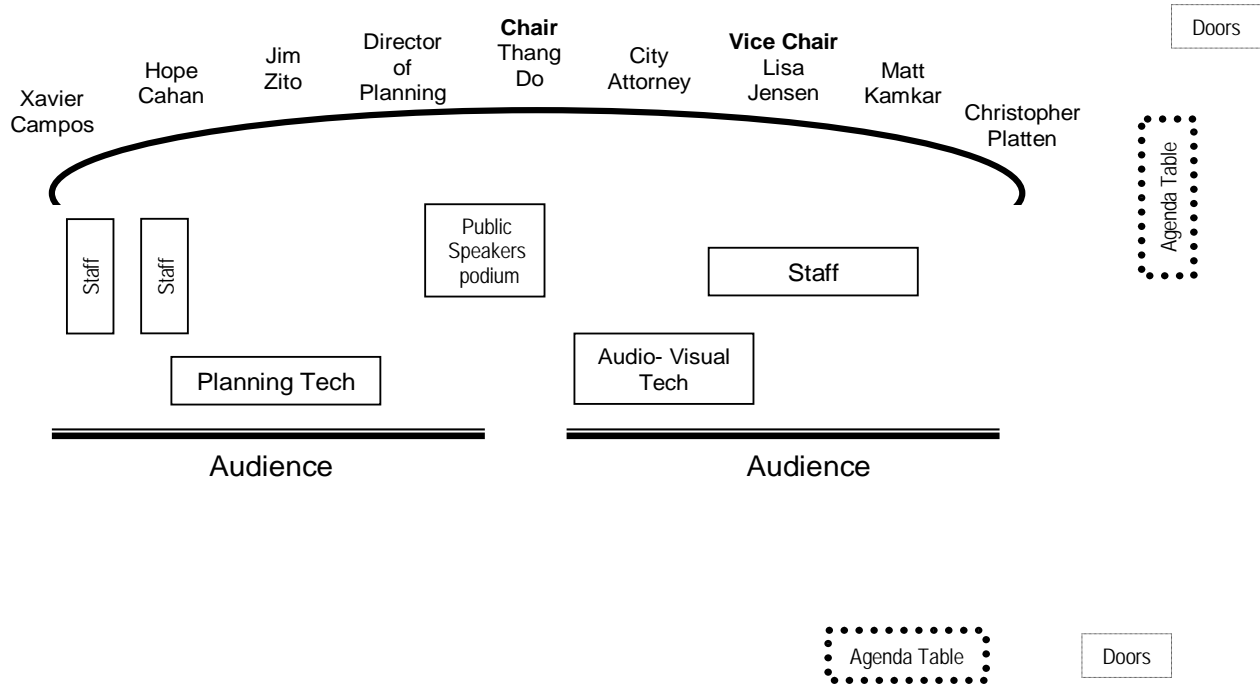 Xavier
Campos
Hope
Cahan
Jim
Zito
Director
of
Planning
Chair
Thang
Do
City
Attorney
Vice Chair
Lisa
Jensen
Matt
Kamkar
Christopher
Platten
Doors
Agenda Table
Staff
Staff
Public
Speakers
podium
Staff
Planning Tech
Audio- Visual
Tech
Audience
Audience
Agenda Table
Doors